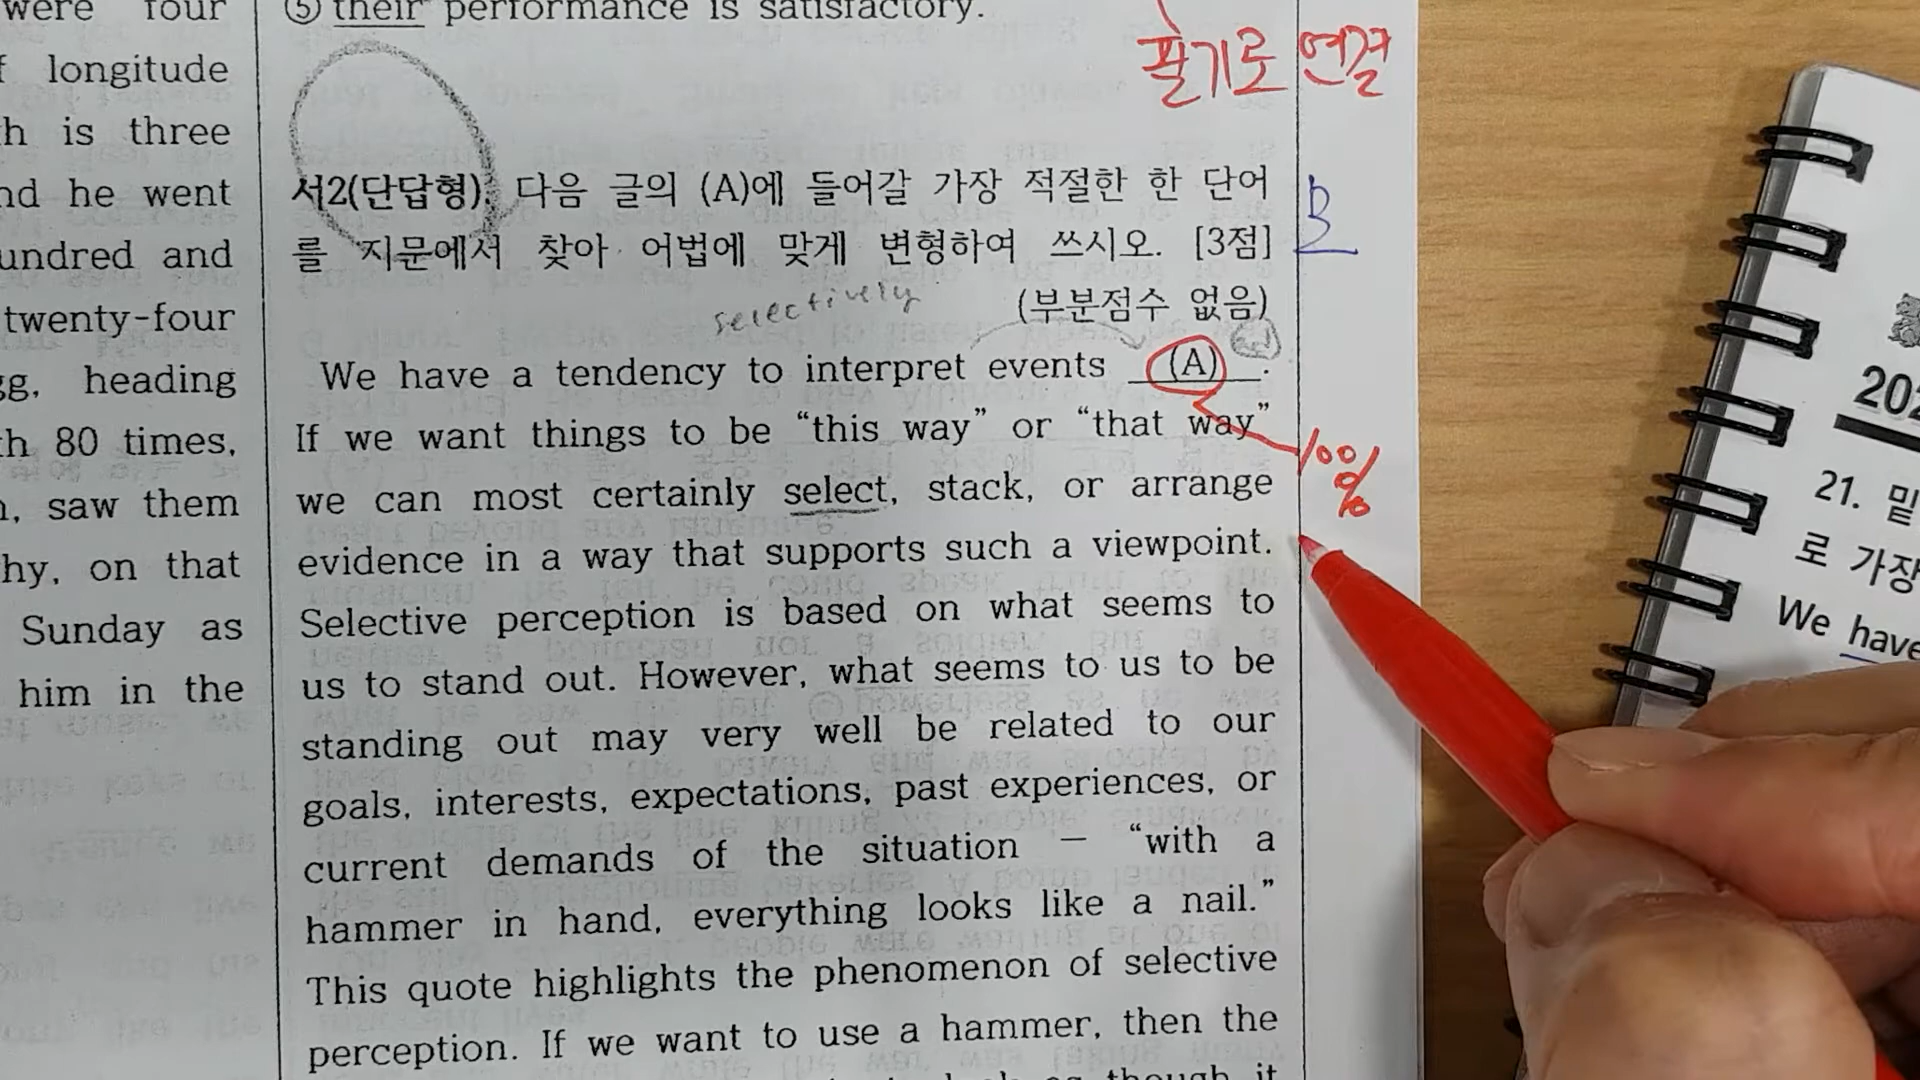 were four
longitude
is three
he went
hundred and
twenty-four
heading
80 times,
saw them
on that
Sunday as
him in the
⑤ their performance is satisfactory.
필기로 연결
서2(단답형). 다음 글의 (A)에 들어갈 가장 적절한 한 단어
를 지문에서 찾아 어법에 맞게 변형하여 쓰시오. [3점]
B
selectively
(부분점수 없음)
We have a tendency to interpret events (A).
If we want things to be “this way” or “that way”
100%
we can most certainly select, stack, or arrange
evidence in a way that supports such a viewpoint.
Selective perception is based on what seems to
us to stand out. However, what seems to us to be
standing out may very well be related to our
goals, interests, expectations, past experiences, or
current demands of the situation – “with a
hammer in hand, everything looks like a nail.”
This quote highlights the phenomenon of selective
perception. If we want to use a hammer, then the
as though it
202
21. 밑
로 가장
We have